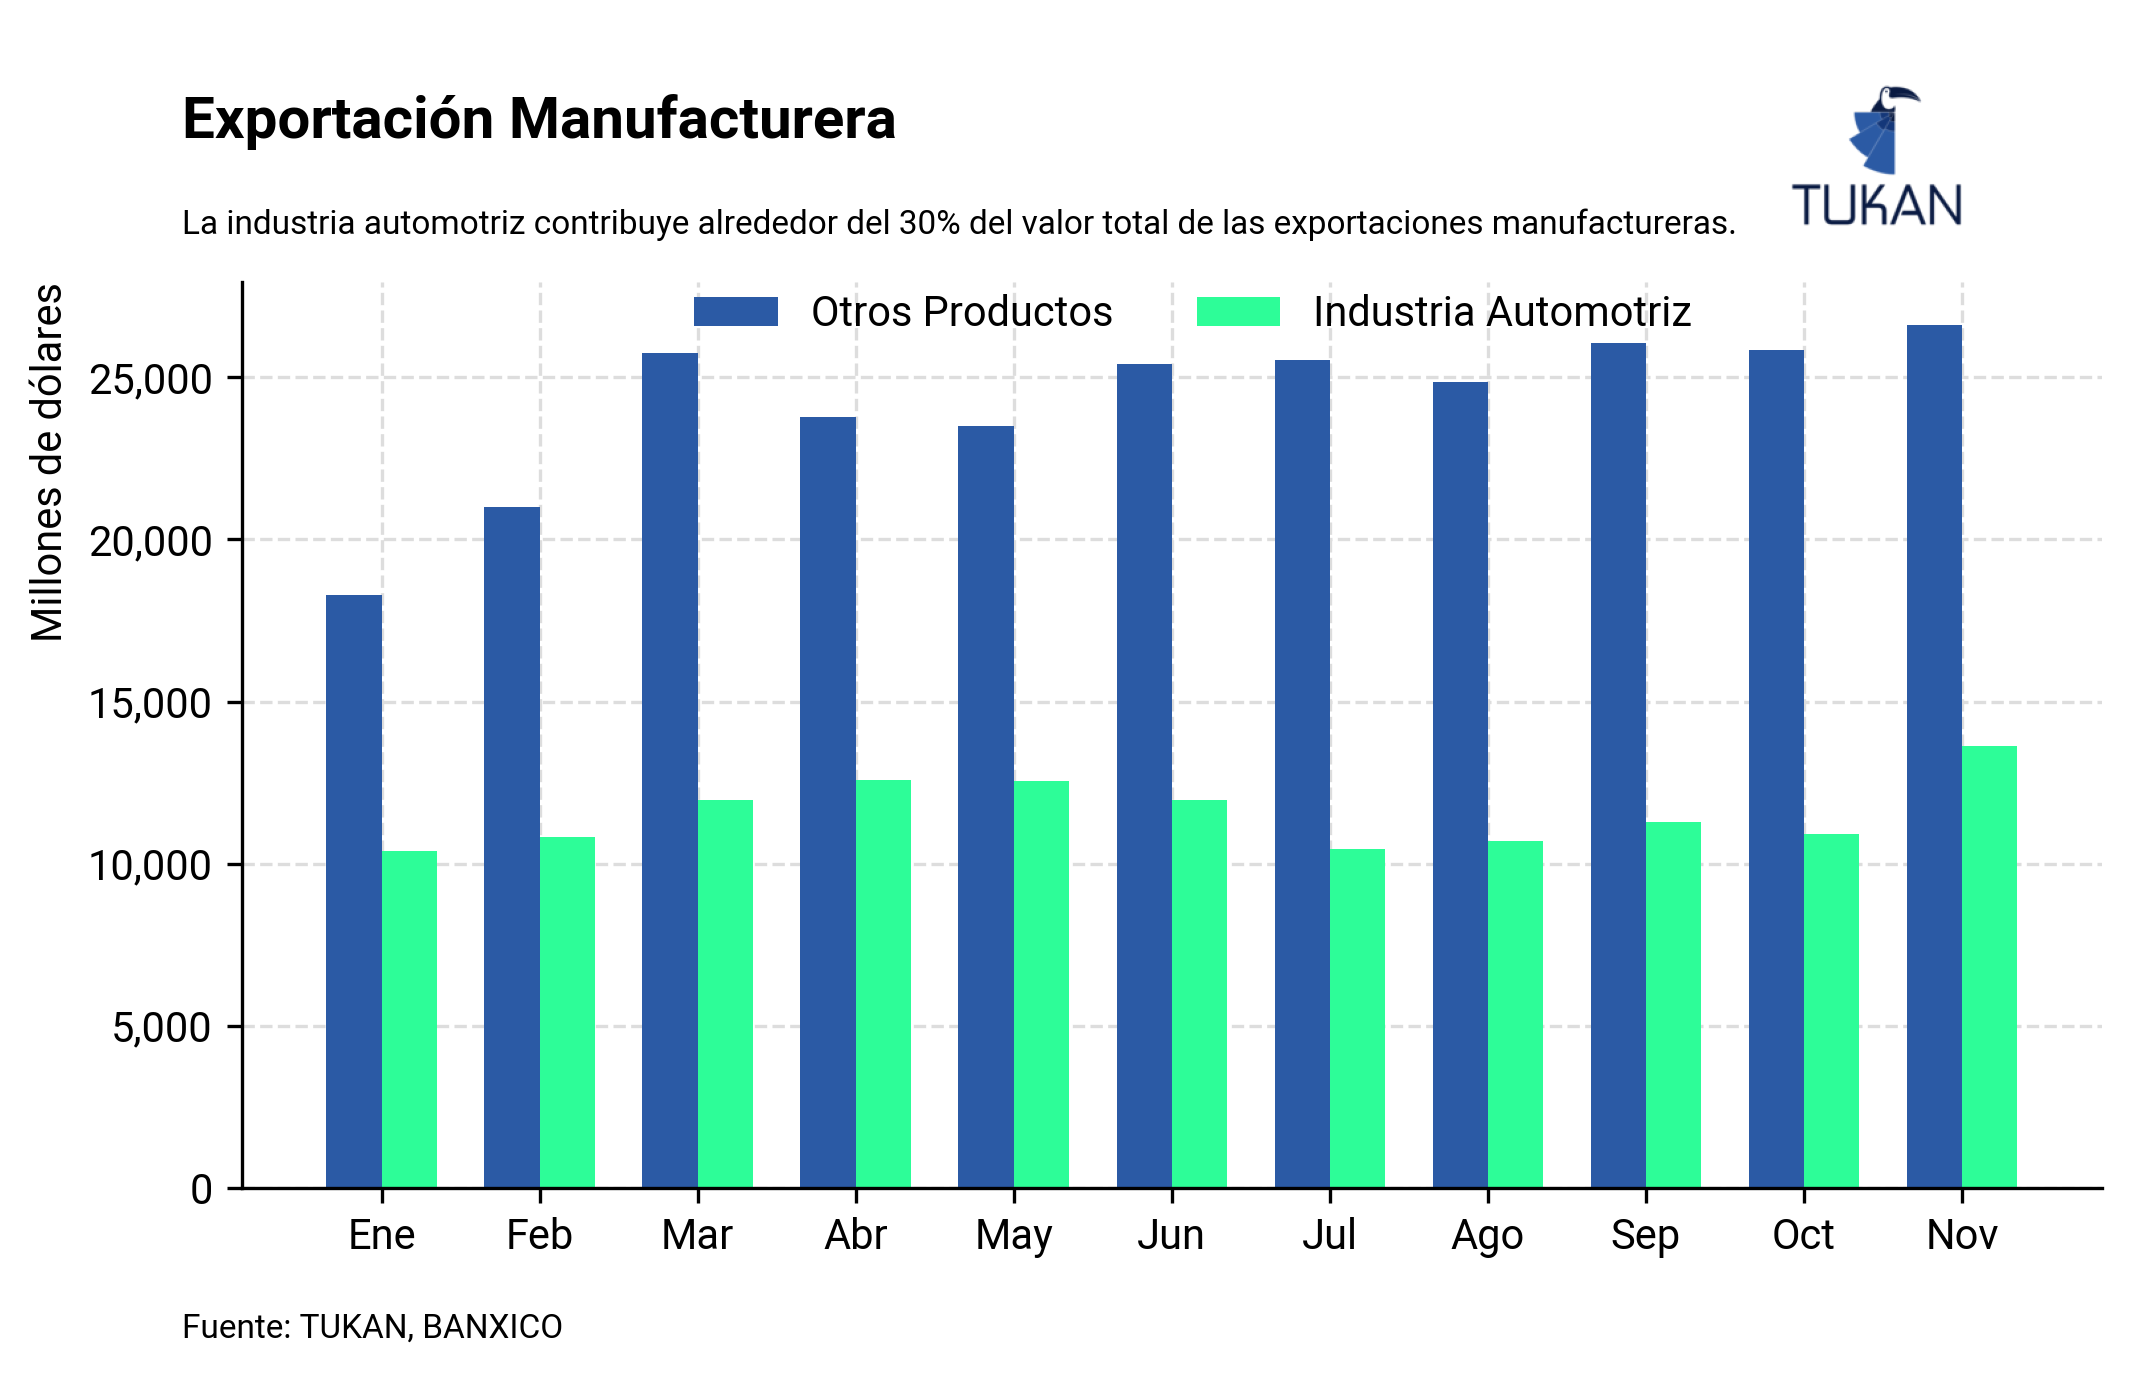 Exportación Manufacturera
TUKAN
La industria automotriz contribuye alrededor del 30% del valor total de las exportaciones manufactureras.
Millones de dólares
Otros Productos
Industria Automotriz
25,000
20,000
15,000
10,000
5,000
0
Ene Feb Mar Abr May Jun Jul Ago Sep Oct Nov
Fuente: TUKAN, BANXICO